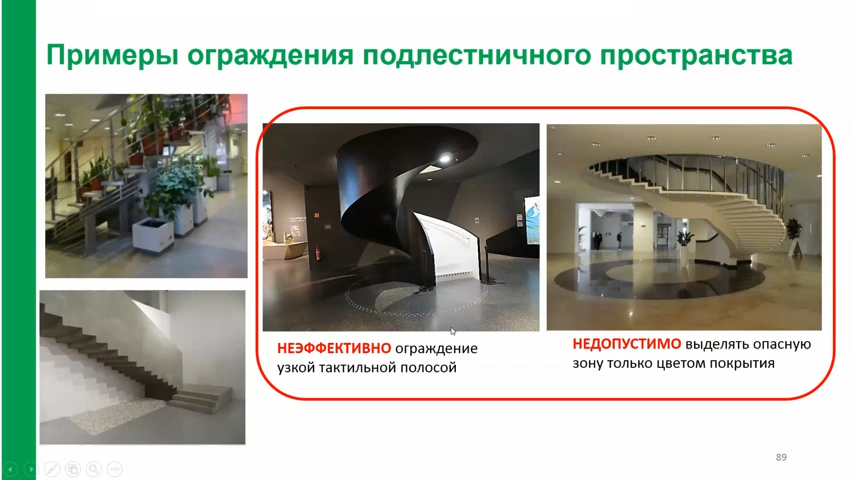 Примеры ограждения подлестничного пространства
НЕЭФФЕКТИВНО ограждение
узкой тактильной полосой
НЕДОПУСТИМО выделять опасную
зону только цветом покрытия
89